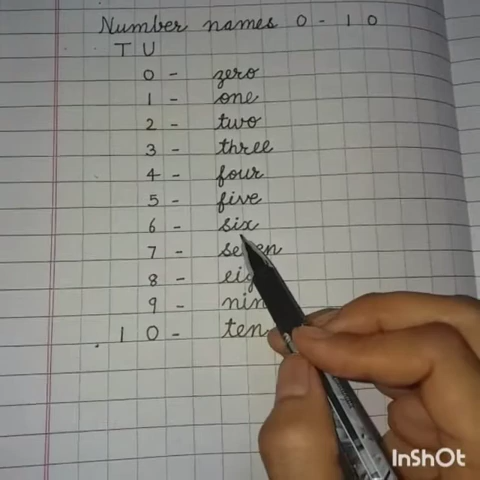 Number names 0 - 10
T U
0 - zero
1 - one
2 - two
3 - three
4 - four
5 - five
6 - six
7 -
8 -
9 -
10 - ten
InShOt